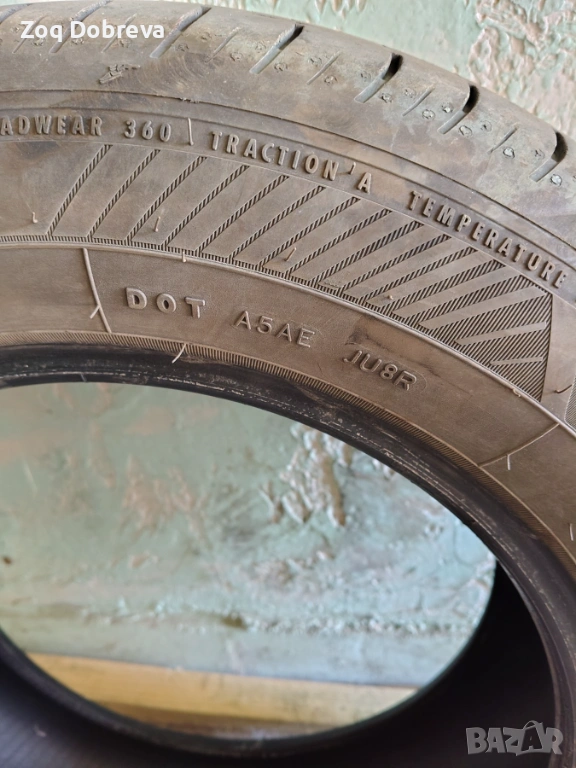 Zoq Dobreva
ADWEAR 360 TRACTION A TEMPERATURE
DOT A5AE JU8R
BAZAR